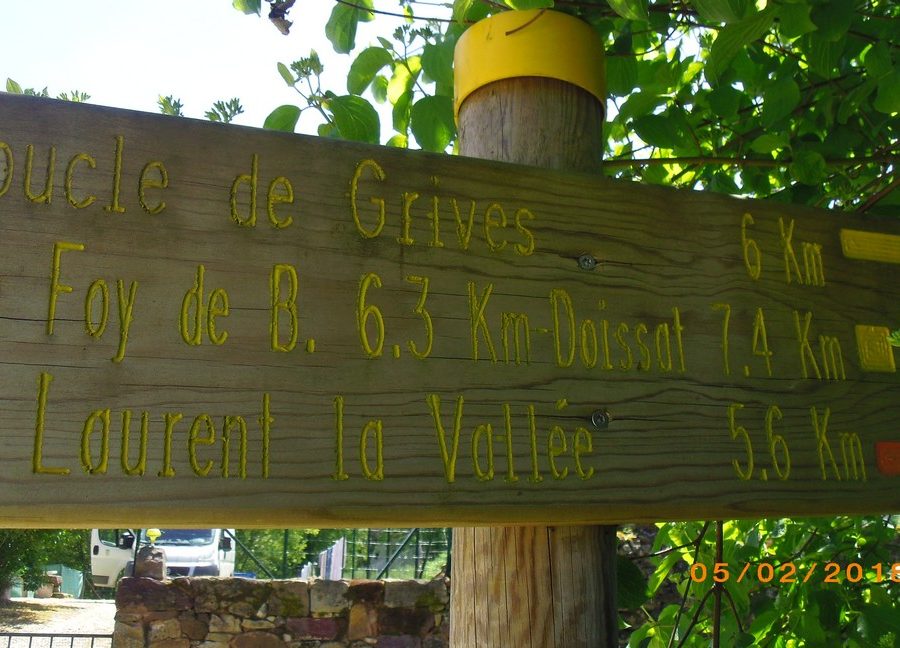 oucle de Grives 6 Km
Foy de B. 6.3 Km-Doissat 7.4 Km
Laurent la Vallée 5.6 Km
05/02/2018